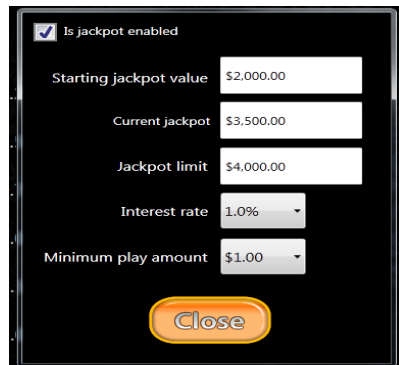 Is jackpot enabled
Starting jackpot value $2,000.00
Current jackpot $3,500.00
Jackpot limit $4,000.00
Interest rate 1.0%
Minimum play amount $1.00
Close